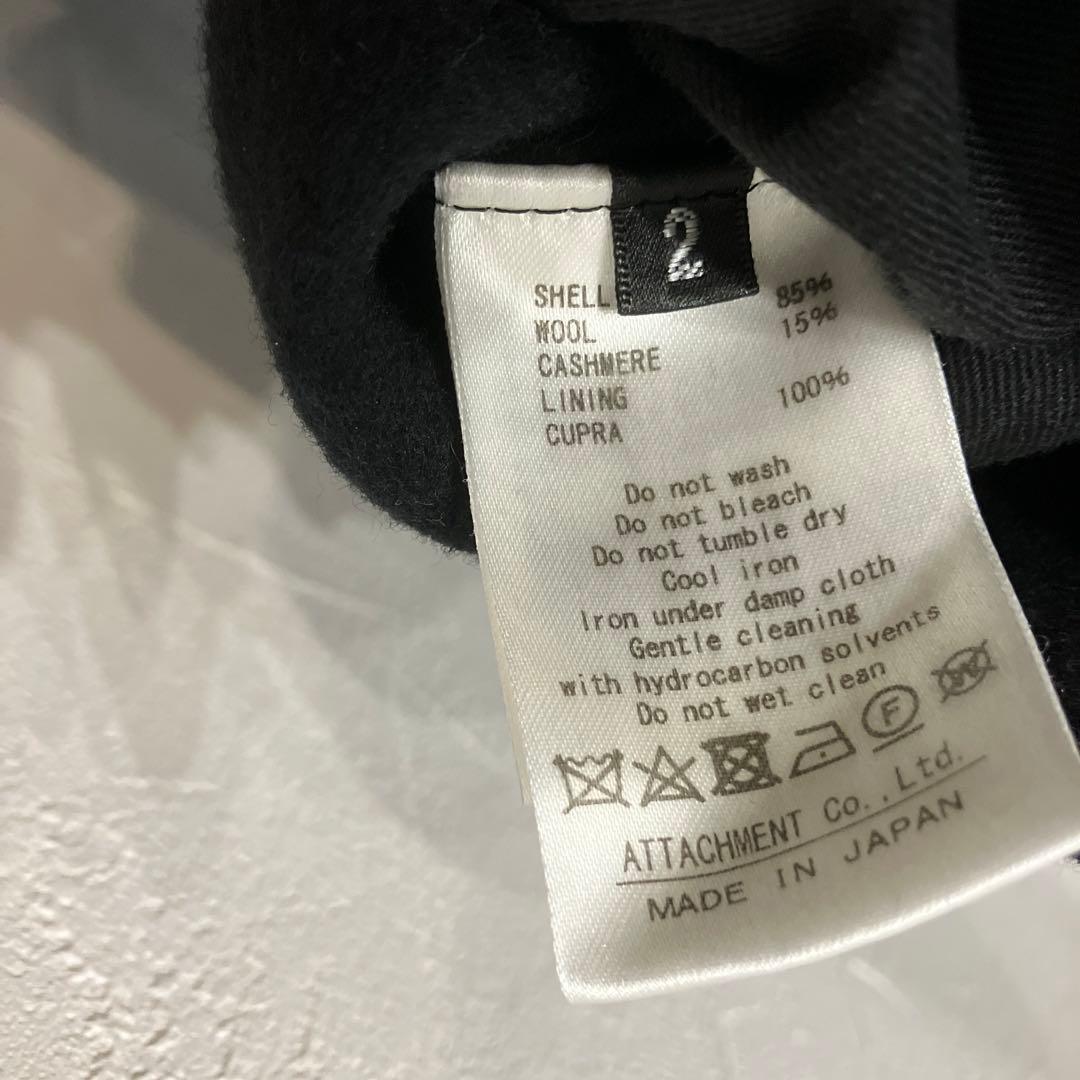 2
SHELL
WOOL 85%
CASHMERE 15%
LINING
CUPRA 100%
Do not wash
Do not bleach
Do not tumble dry
Cool iron
Iron under damp cloth
Gentle cleaning
with hydrocarbon solvents
Do not wet clean
F W
ATTACHMENT Co.,Ltd.
MADE IN JAPAN